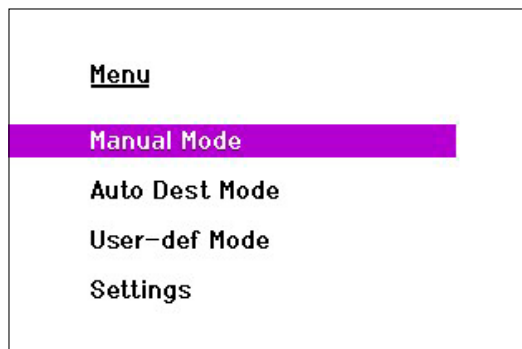 Menu
Manual Mode
Auto Dest Mode
User-def Mode
Settings